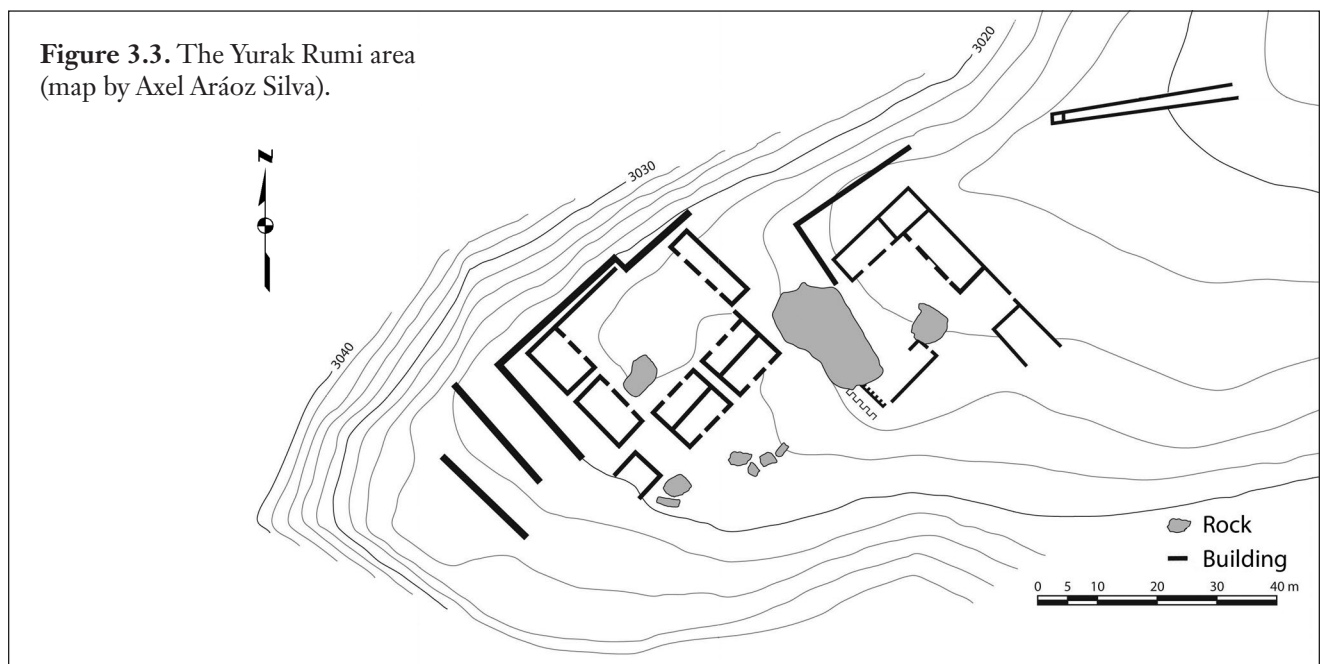 Figure 3.3. The Yurak Rumi area
(map by Axel Aráoz Silva).
3020
N
3030
3040
Rock
Building
0 5 10 20 30 40 m